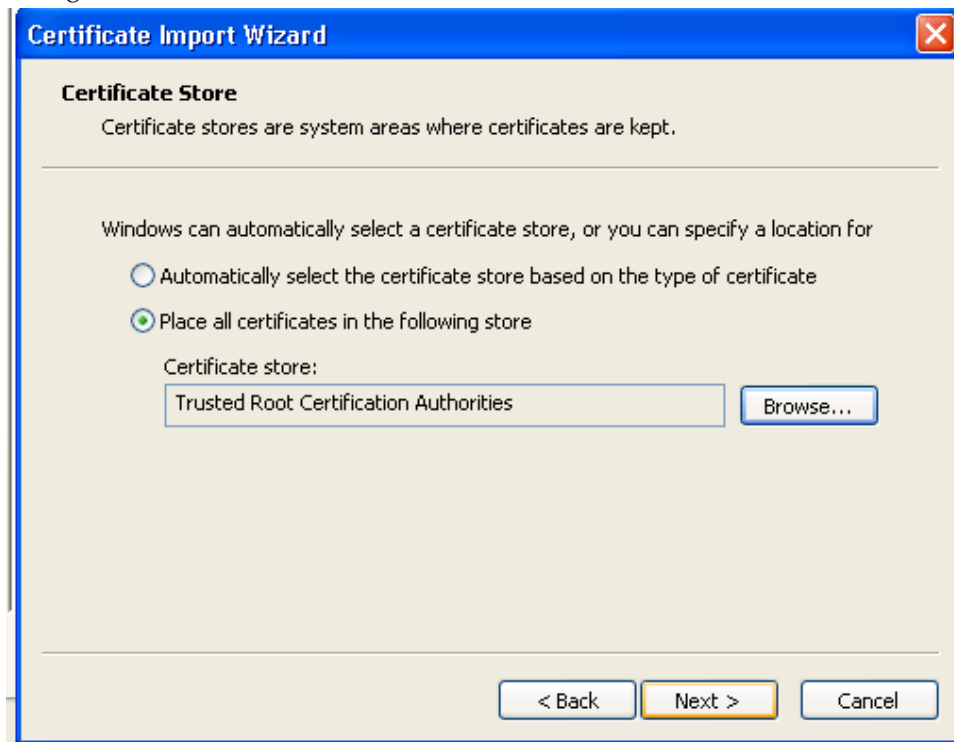 Certificate Import Wizard
Certificate Store
Certificate stores are system areas where certificates are kept.
Windows can automatically select a certificate store, or you can specify a location for
Automatically select the certificate store based on the type of certificate
Place all certificates in the following store
Certificate store:
Trusted Root Certification Authorities
Browse...
< Back Next > Cancel